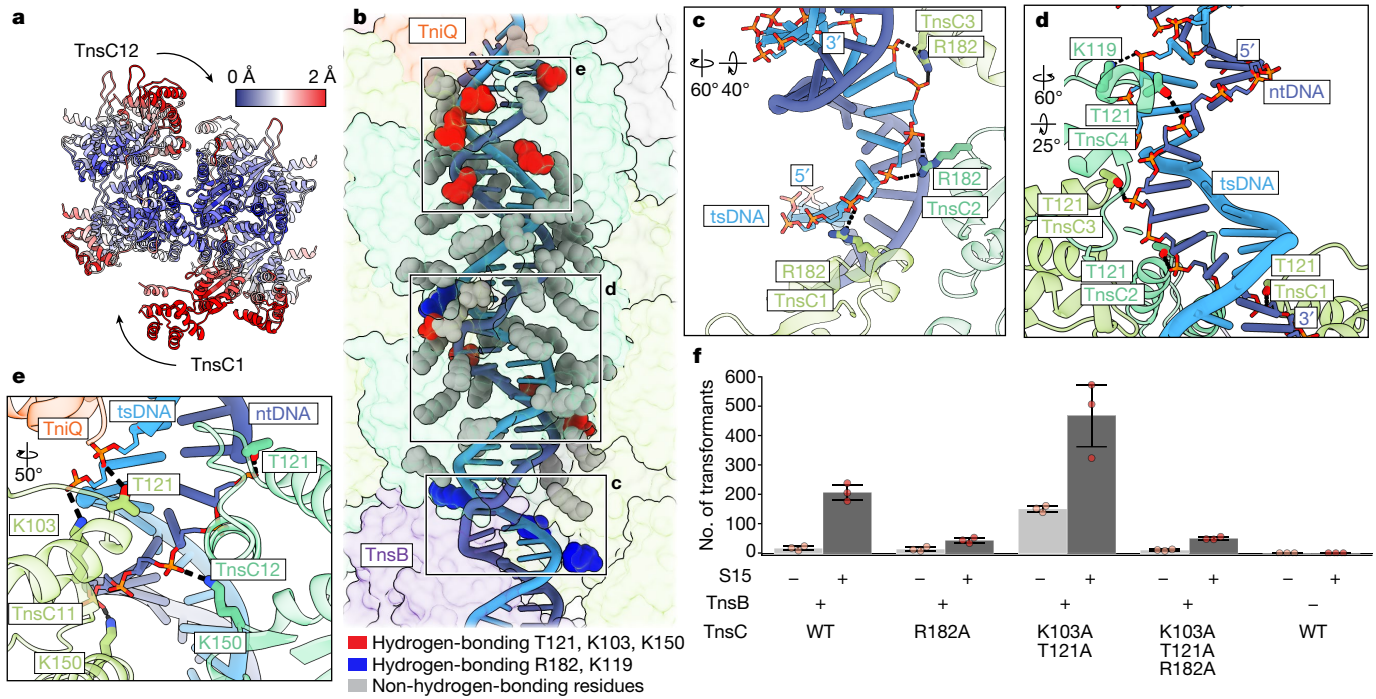 a
TnsC12
0 Å
2 Å
TnsC1
b
TniQ
e
d
c
TnsB
Hydrogen-bonding T121, K103, K150
Hydrogen-bonding R182, K119
Non-hydrogen-bonding residues
c
60° 40°
3′
TnsC3
R182
5′
tsDNA
R182
TnsC2
R182
TnsC1
d
K119
60°
25°
T121
TnsC4
5′
ntDNA
tsDNA
T121
TnsC3
T121
TnsC2
T121
TnsC1
3′
e
50°
TniQ
tsDNA
ntDNA
T121
T121
K103
TnsC12
TnsC11
K150
K150
f
No. of transformants
600
500
400
300
200
100
0
S15 – + – + – + – + – +
TnsB + + + + –
TnsC WT R182A K103A K103A WT
T121A T121A
R182A